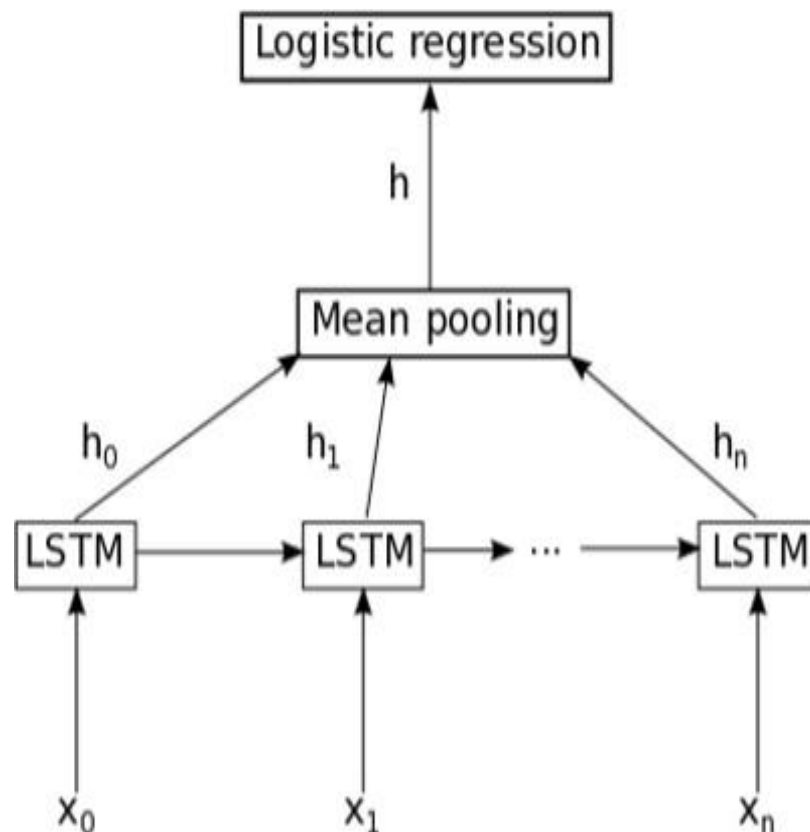 Logistic regression
h
Mean pooling
h₀ h₁ hₙ
LSTM LSTM ... LSTM
x₀ x₁ xₙ